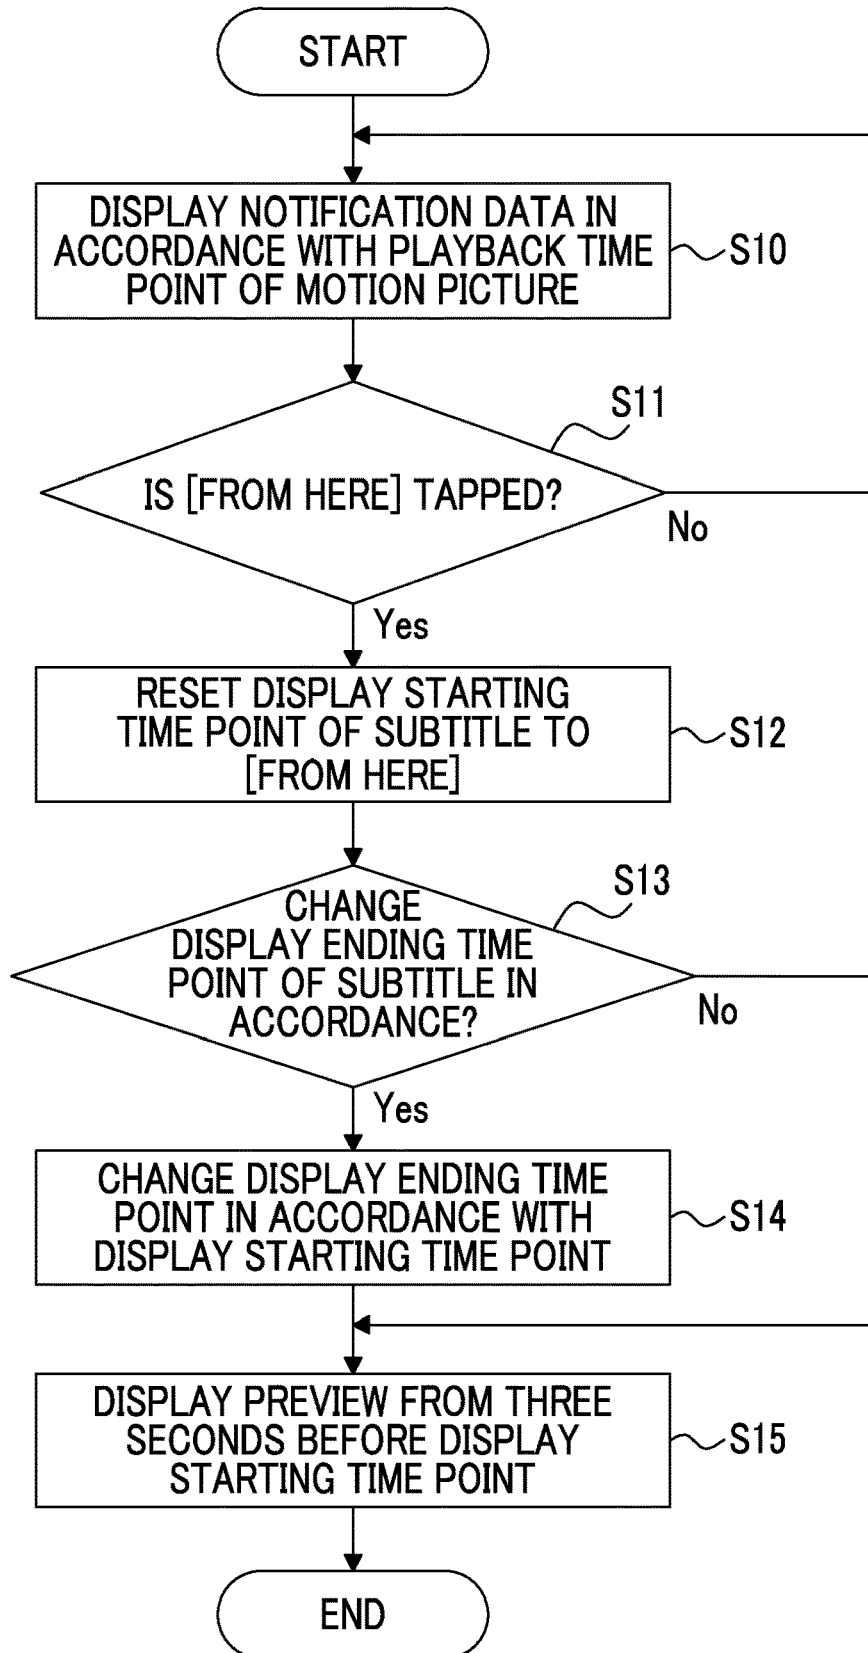 START
DISPLAY NOTIFICATION DATA IN
ACCORDANCE WITH PLAYBACK TIME
POINT OF MOTION PICTURE
S10
S11
IS [FROM HERE] TAPPED?
No
Yes
RESET DISPLAY STARTING
TIME POINT OF SUBTITLE TO
[FROM HERE]
S12
S13
CHANGE
DISPLAY ENDING TIME
POINT OF SUBTITLE IN
ACCORDANCE?
No
Yes
CHANGE DISPLAY ENDING TIME
POINT IN ACCORDANCE WITH
DISPLAY STARTING TIME POINT
S14
DISPLAY PREVIEW FROM THREE
SECONDS BEFORE DISPLAY
STARTING TIME POINT
S15
END